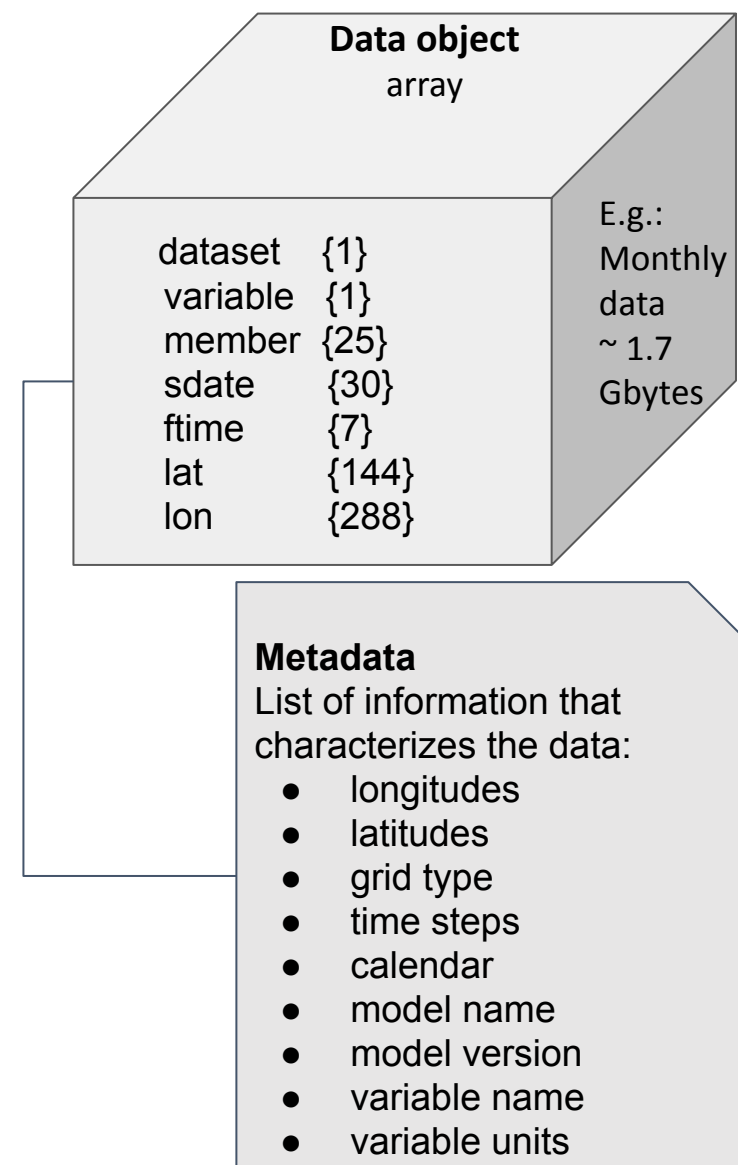 Data object
array
dataset {1}
variable {1}
member {25}
sdate {30}
ftime {7}
lat {144}
lon {288}
E.g.:
Monthly
data
~ 1.7
Gbytes
Metadata
List of information that
characterizes the data:
● longitudes
● latitudes
● grid type
● time steps
● calendar
● model name
● model version
● variable name
● variable units